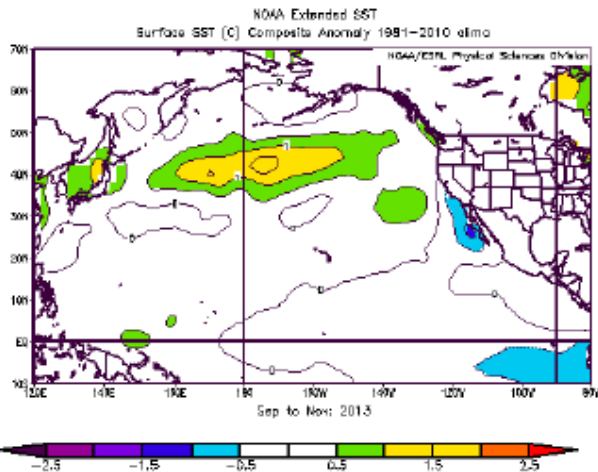 NOAA Extended SST
Surface SST (C) Composite Anomaly 1981-2010 clima
NOAA/ESRL Physical Sciences Division
70N
60N
50N
40N
30N
20N
10N
EQ
10S
120E 140E 160E 180 160W 140W 120W 100W 80W
Sep to Nov: 2013
-2.5 -1.5 -0.5 0.5 1.5 2.5